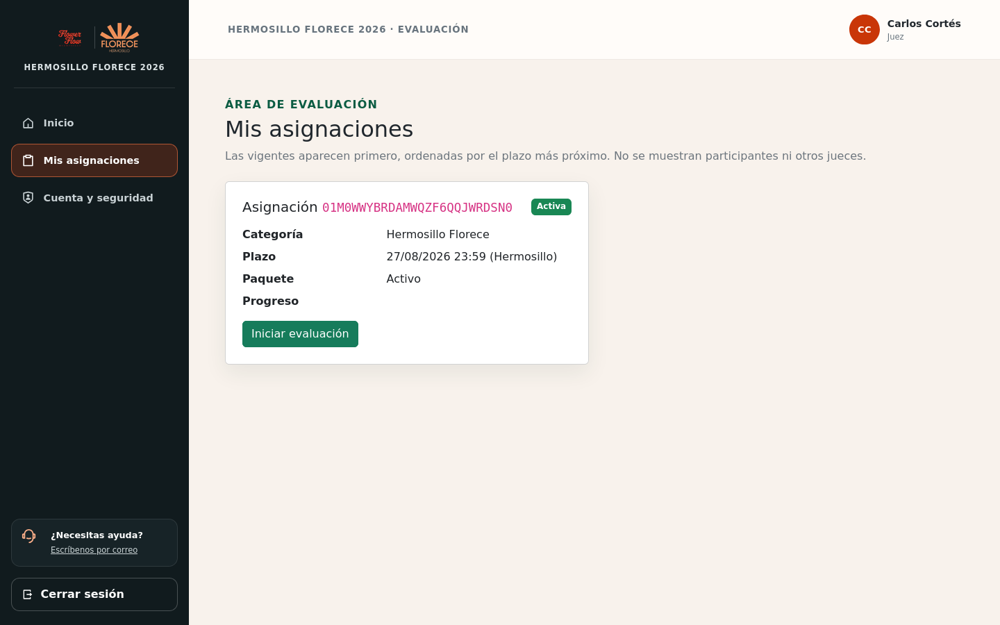 Flower
Flow
FLORECE
HERMOSILLO
HERMOSILLO FLORECE 2026
Inicio
Mis asignaciones
Cuenta y seguridad
¿Necesitas ayuda?
Escríbenos por correo
Cerrar sesión
HERMOSILLO FLORECE 2026 · EVALUACIÓN
CC
Carlos Cortés
Juez
ÁREA DE EVALUACIÓN
Mis asignaciones
Las vigentes aparecen primero, ordenadas por el plazo más próximo. No se muestran participantes ni otros jueces.
Asignación 01M0WWYBRDAMWQZF6QQJWRDSN0 Activa
Categoría Hermosillo Florece
Plazo 27/08/2026 23:59 (Hermosillo)
Paquete Activo
Progreso
Iniciar evaluación